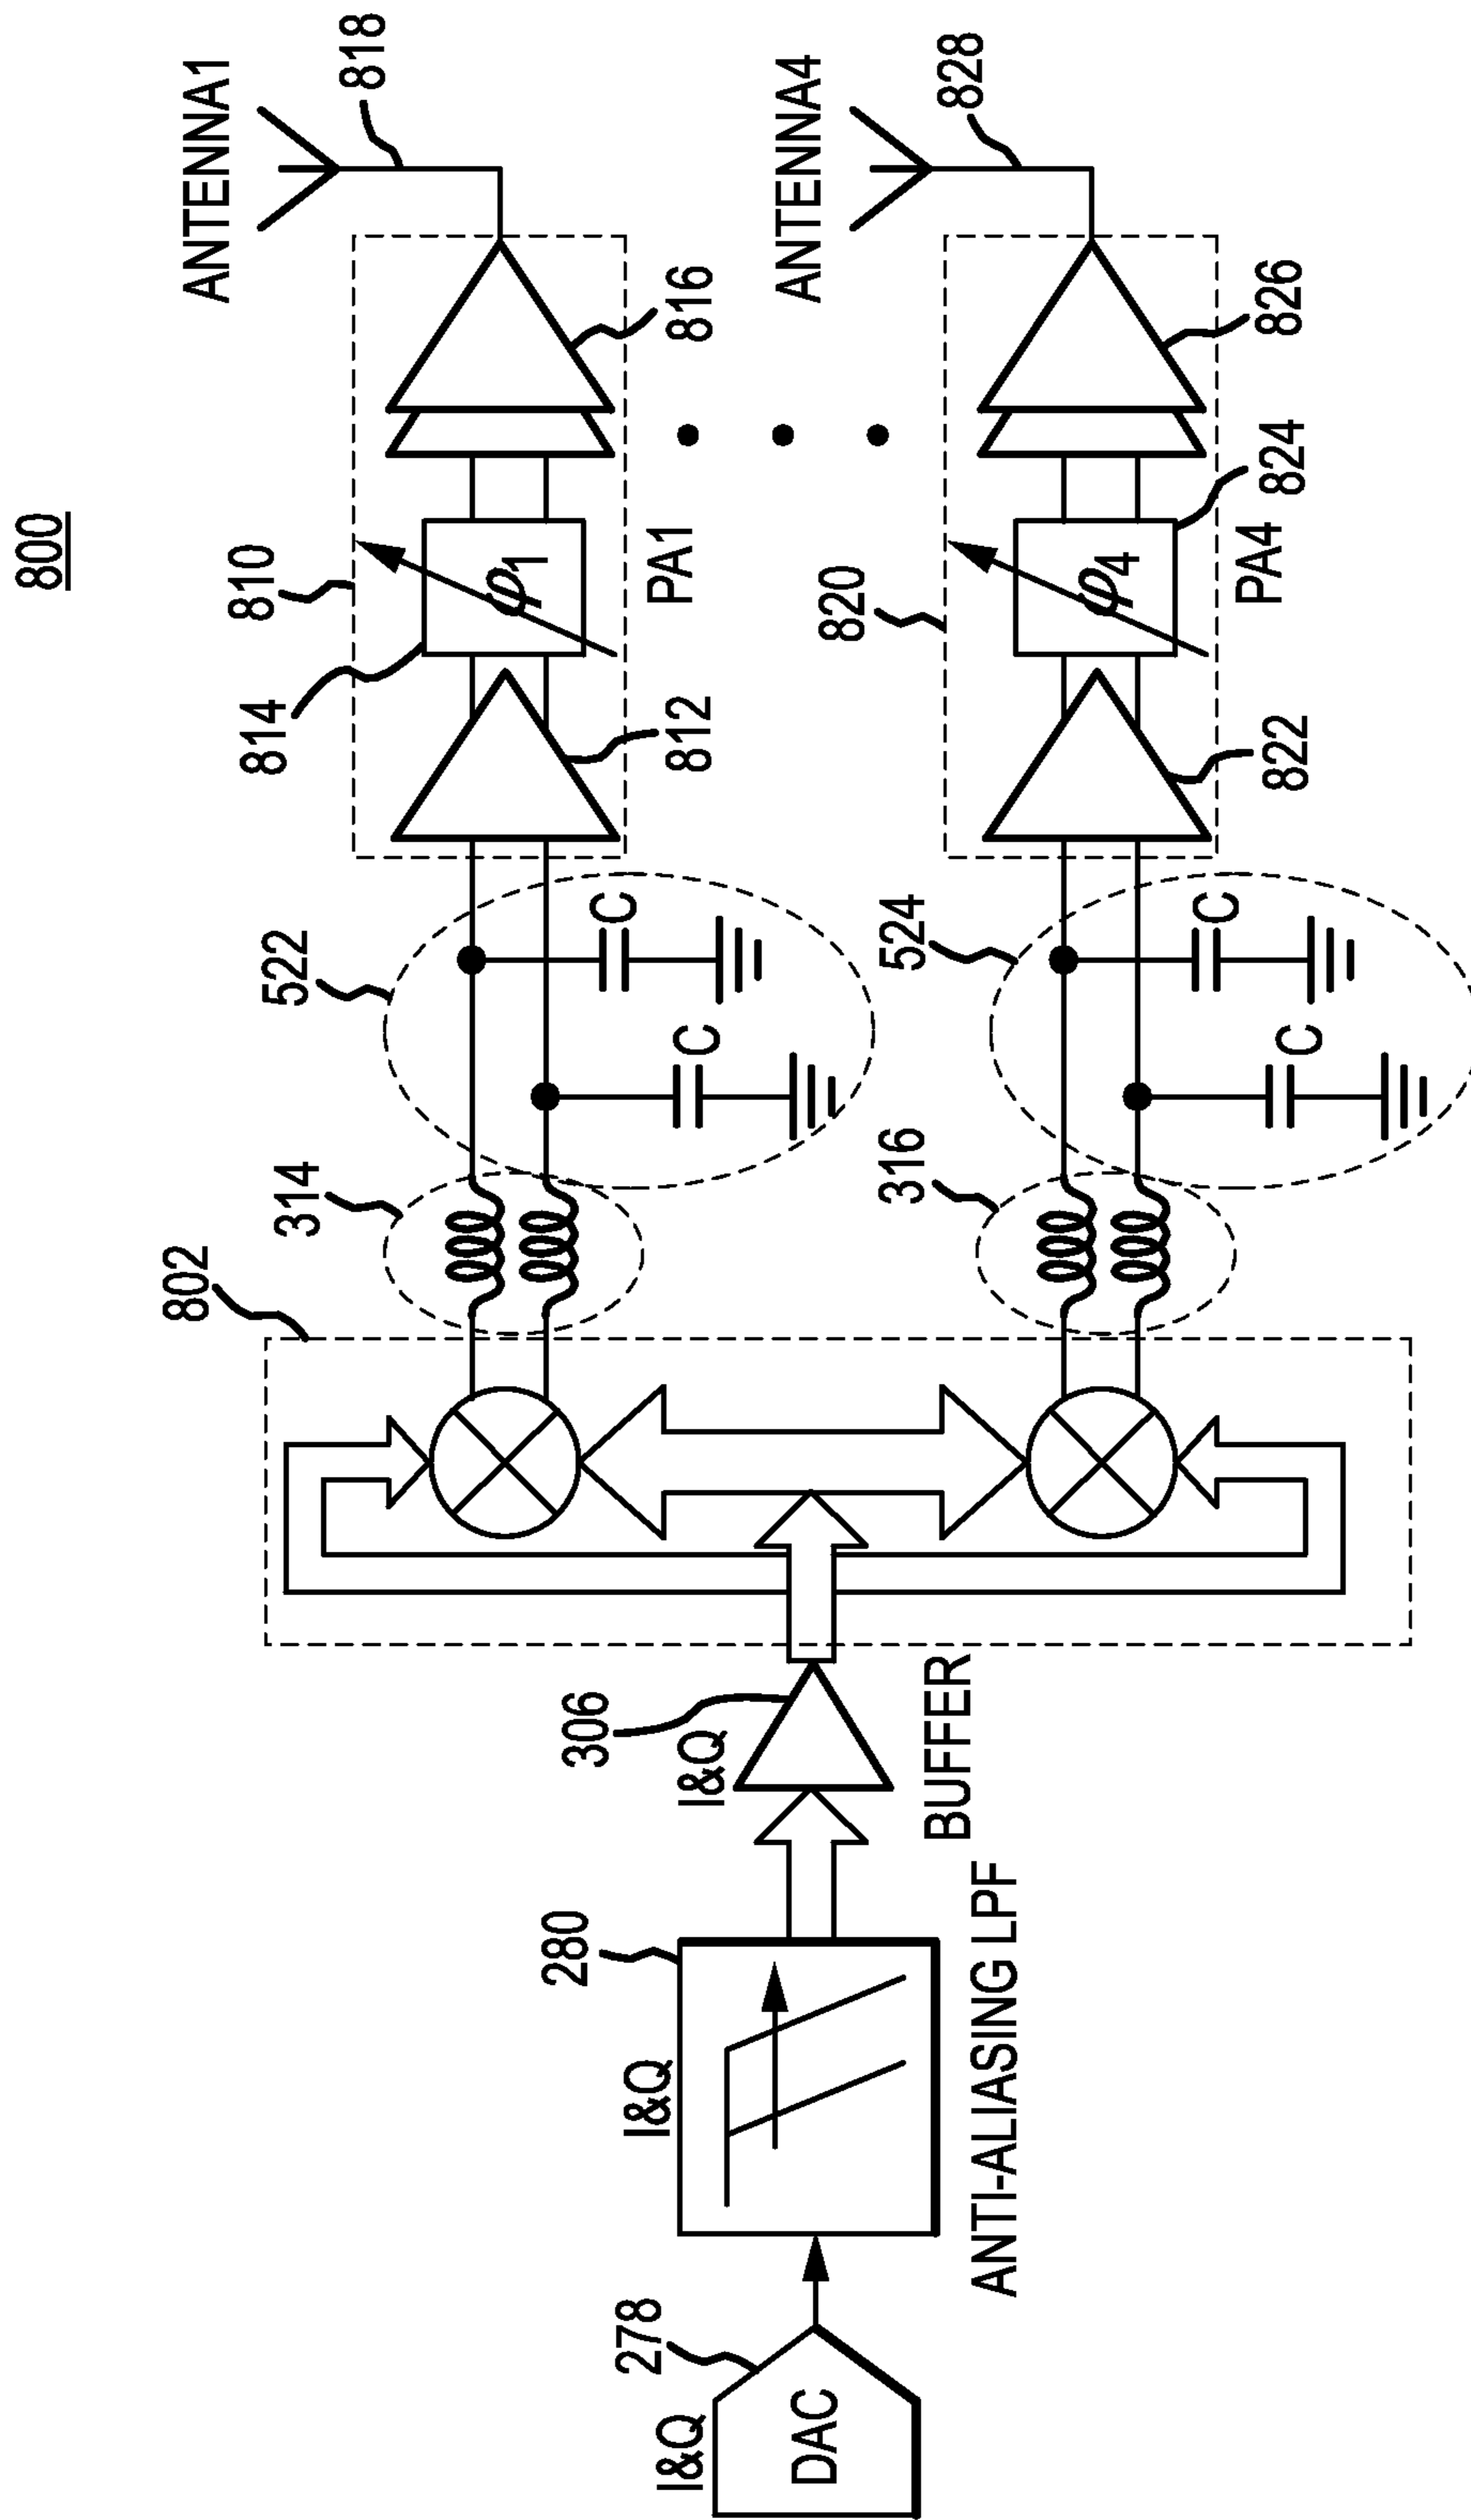 800
I&Q
DAC
278
I&Q
280
ANTI-ALIASING LPF
I&Q
306
BUFFER
802
314
522
C
C
814
810
φ1
812
PA1
816
ANTENNA1
818
316
524
C
C
820
φ4
822
824
PA4
826
ANTENNA4
828